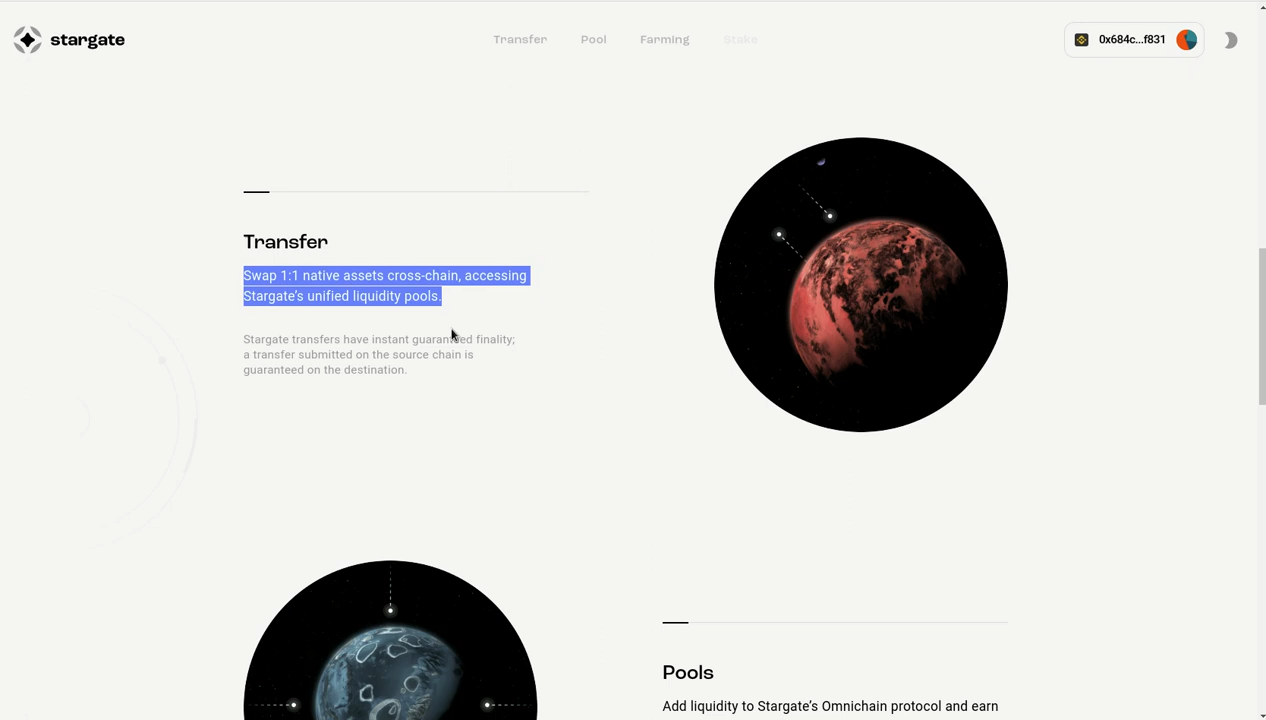 stargate
Transfer
Pool
Farming
Stake
0x684c...f831
Transfer
Swap 1:1 native assets cross-chain, accessing
Stargate’s unified liquidity pools.
Stargate transfers have instant guaranteed finality;
a transfer submitted on the source chain is
guaranteed on the destination.
Pools
Add liquidity to Stargate’s Omnichain protocol and earn